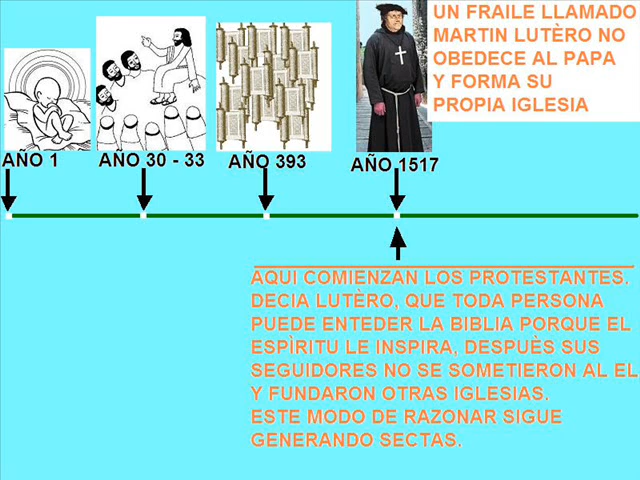 UN FRAILE LLAMADO
MARTIN LUTÈRO NO
OBEDECE AL PAPA
Y FORMA SU
PROPIA IGLESIA
AÑO 1
AÑO 30 - 33
AÑO 393
AÑO 1517
AQUI COMIENZAN LOS PROTESTANTES.
DECIA LUTÈRO, QUE TODA PERSONA
PUEDE ENTEDER LA BIBLIA PORQUE EL
ESPÌRITU LE INSPIRA, DESPUÈS SUS
SEGUIDORES NO SE SOMETIERON AL EL
Y FUNDARON OTRAS IGLESIAS.
ESTE MODO DE RAZONAR SIGUE
GENERANDO SECTAS.